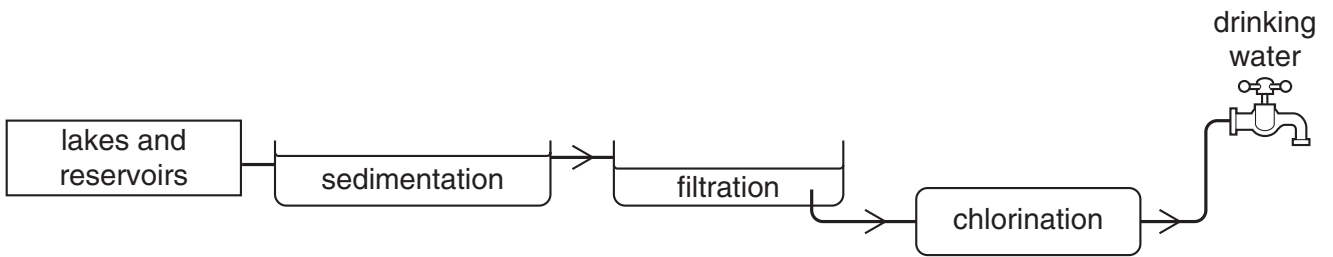 lakes and
reservoirs
sedimentation
filtration
chlorination
drinking
water